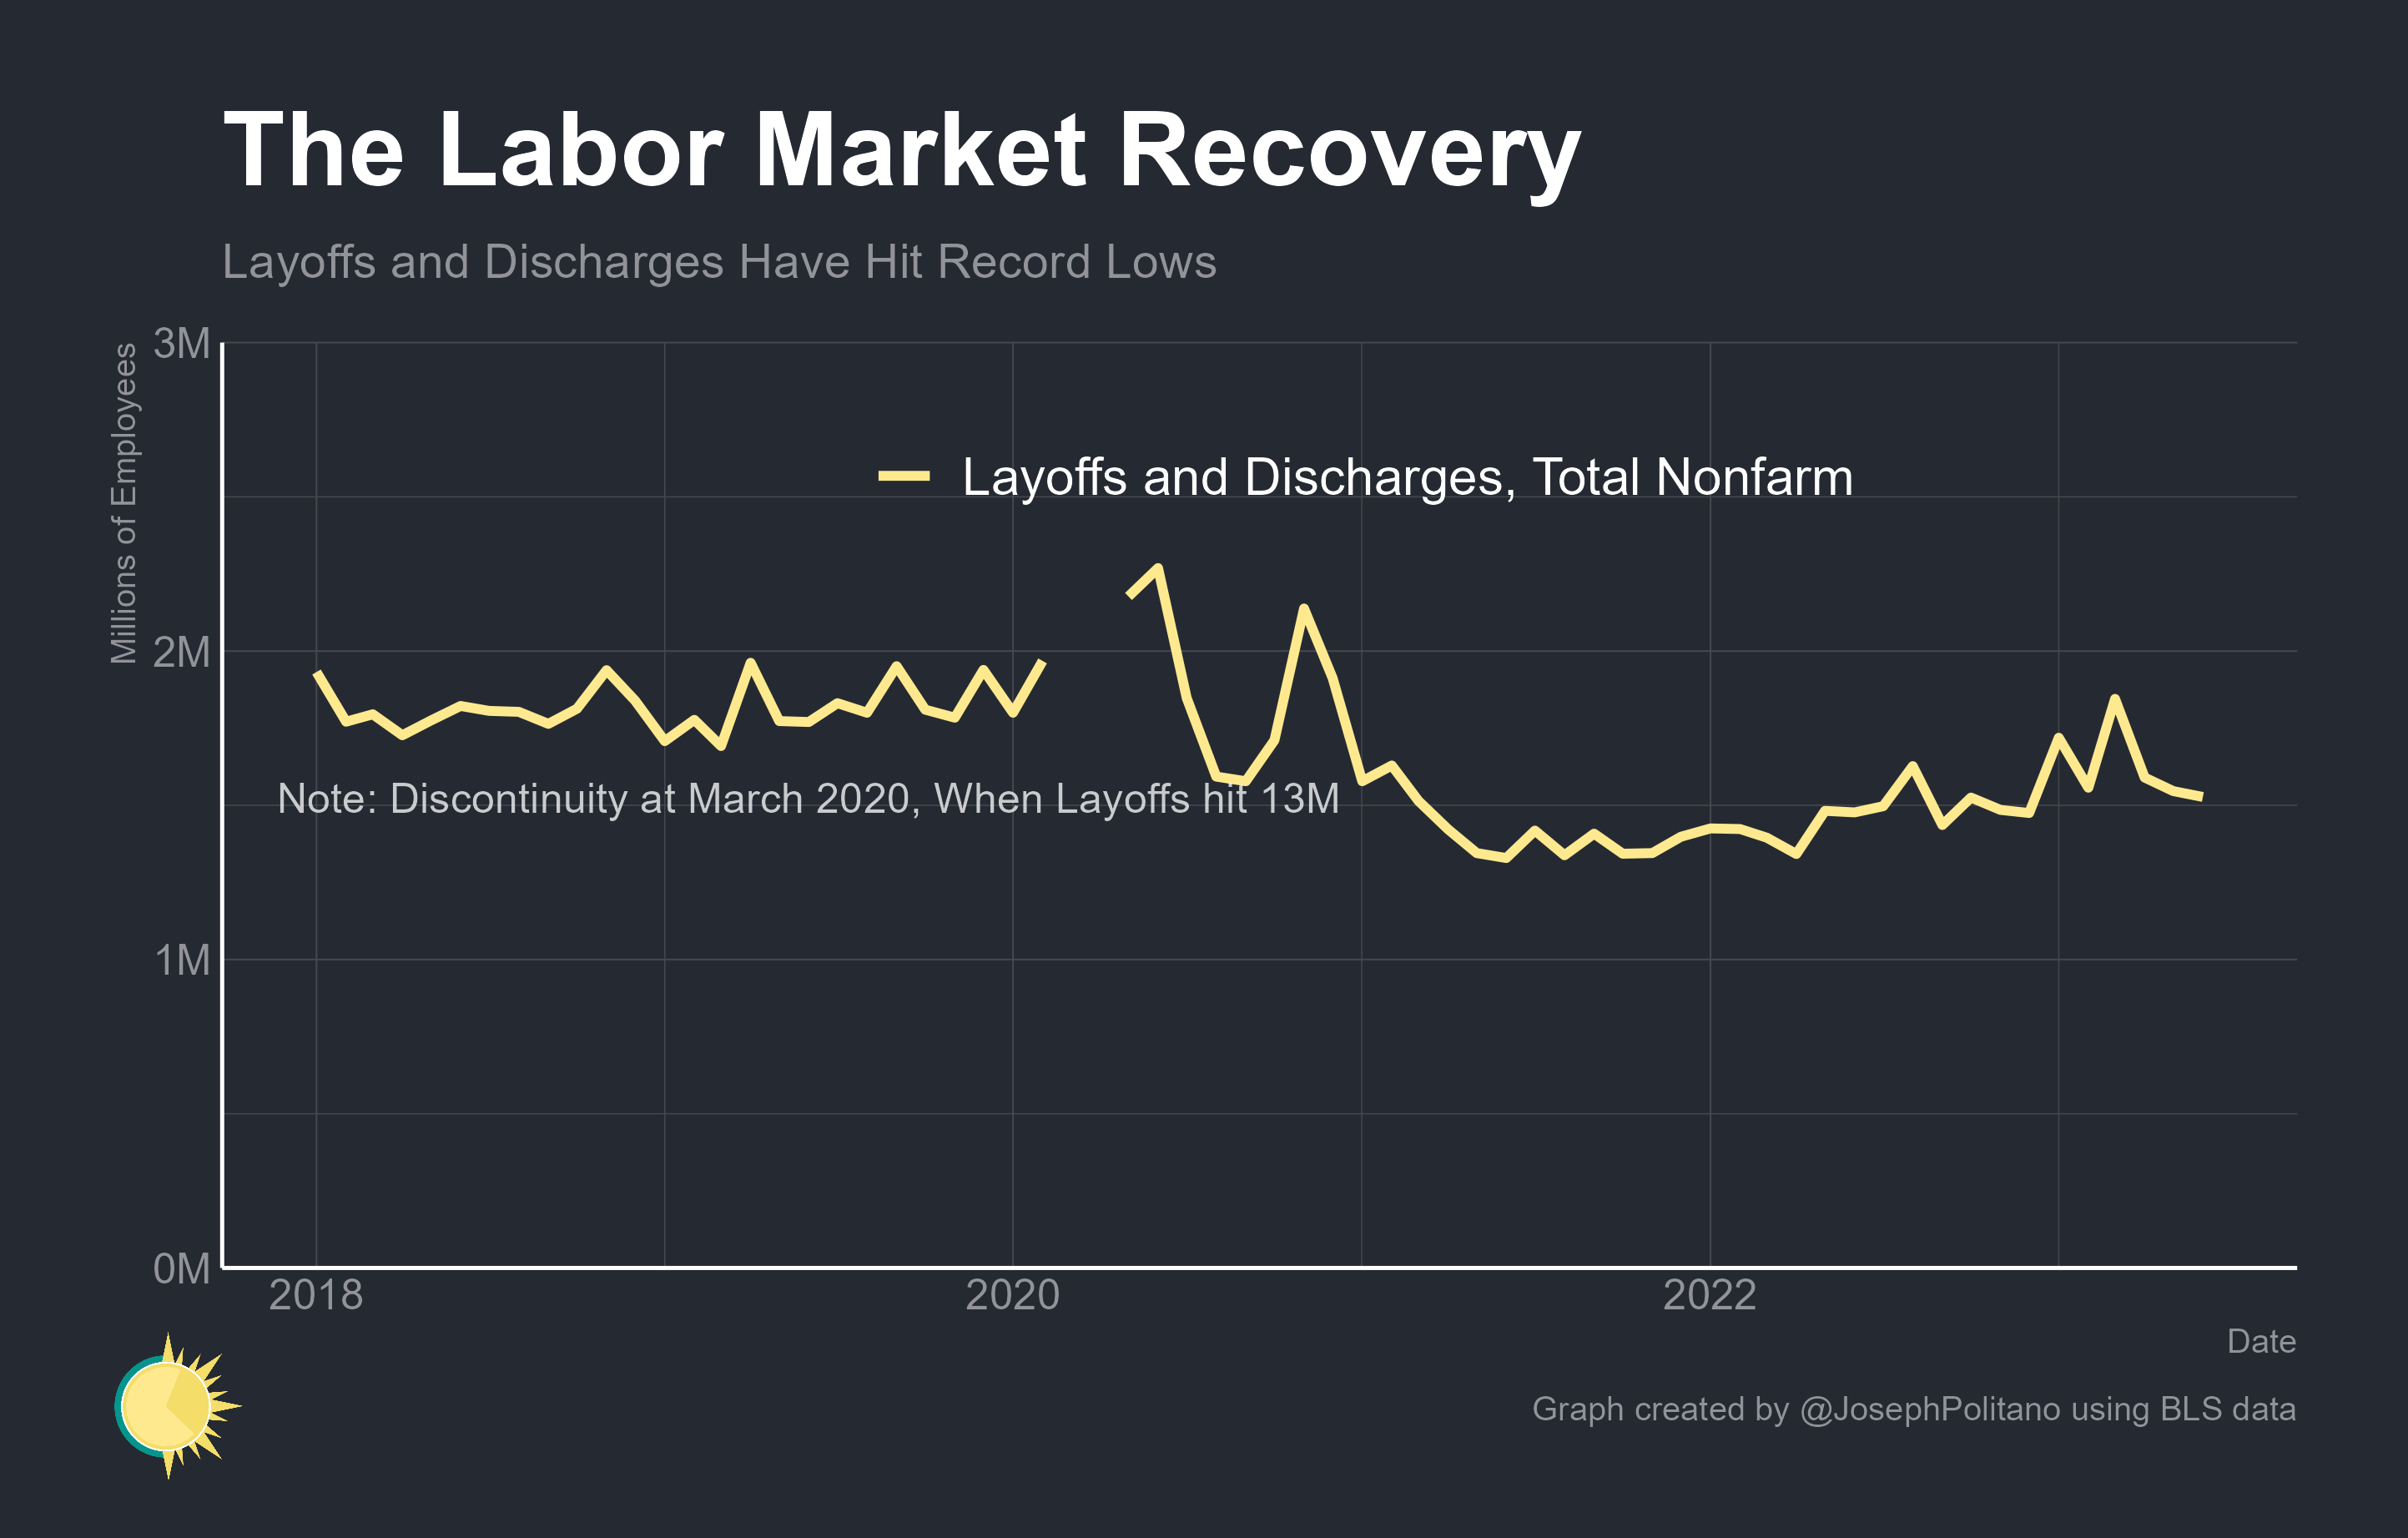 The Labor Market Recovery
Layoffs and Discharges Have Hit Record Lows
Millions of Employees
3M
2M
1M
0M
Layoffs and Discharges, Total Nonfarm
Note: Discontinuity at March 2020, When Layoffs hit 13M
2018
2020
2022
Date
Graph created by @JosephPolitano using BLS data